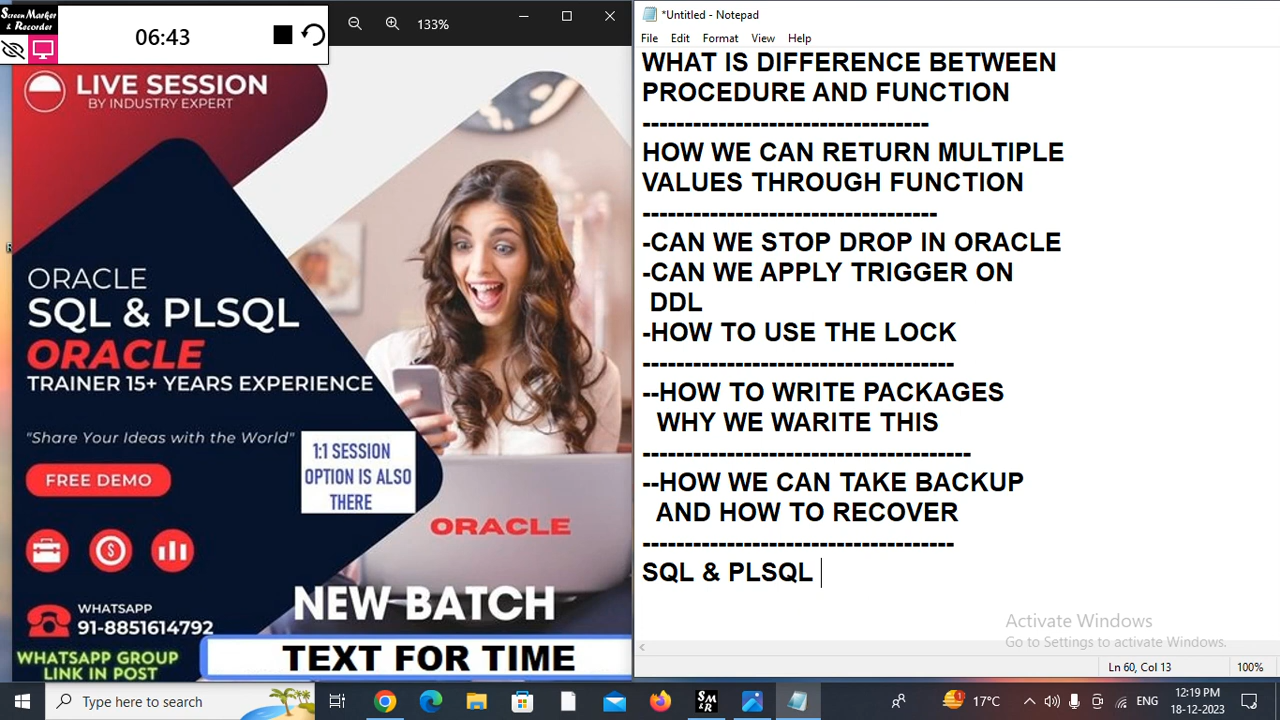 Screen Marker
& Recorder
06:43
133%
LIVE SESSION
BY INDUSTRY EXPERT
ORACLE
SQL & PLSQL
ORACLE
TRAINER 15+ YEARS EXPERIENCE
"Share Your Ideas with the World"
FREE DEMO
1:1 SESSION
OPTION IS ALSO
THERE
ORACLE
NEW BATCH
WHATSAPP
91-8851614792
WHATSAPP GROUP
LINK IN POST
TEXT FOR TIME
*Untitled - Notepad
File Edit Format View Help
WHAT IS DIFFERENCE BETWEEN
PROCEDURE AND FUNCTION
----------------------------------
HOW WE CAN RETURN MULTIPLE
VALUES THROUGH FUNCTION
-----------------------------------
-CAN WE STOP DROP IN ORACLE
-CAN WE APPLY TRIGGER ON
DDL
-HOW TO USE THE LOCK
-------------------------------------
--HOW TO WRITE PACKAGES
WHY WE WARITE THIS
---------------------------------------
--HOW WE CAN TAKE BACKUP
AND HOW TO RECOVER
-------------------------------------
SQL & PLSQL
Activate Windows
Go to Settings to activate Windows.
Ln 60, Col 13 100%
Type here to search
S M
& R
1
17°C
ENG
12:19 PM
18-12-2023